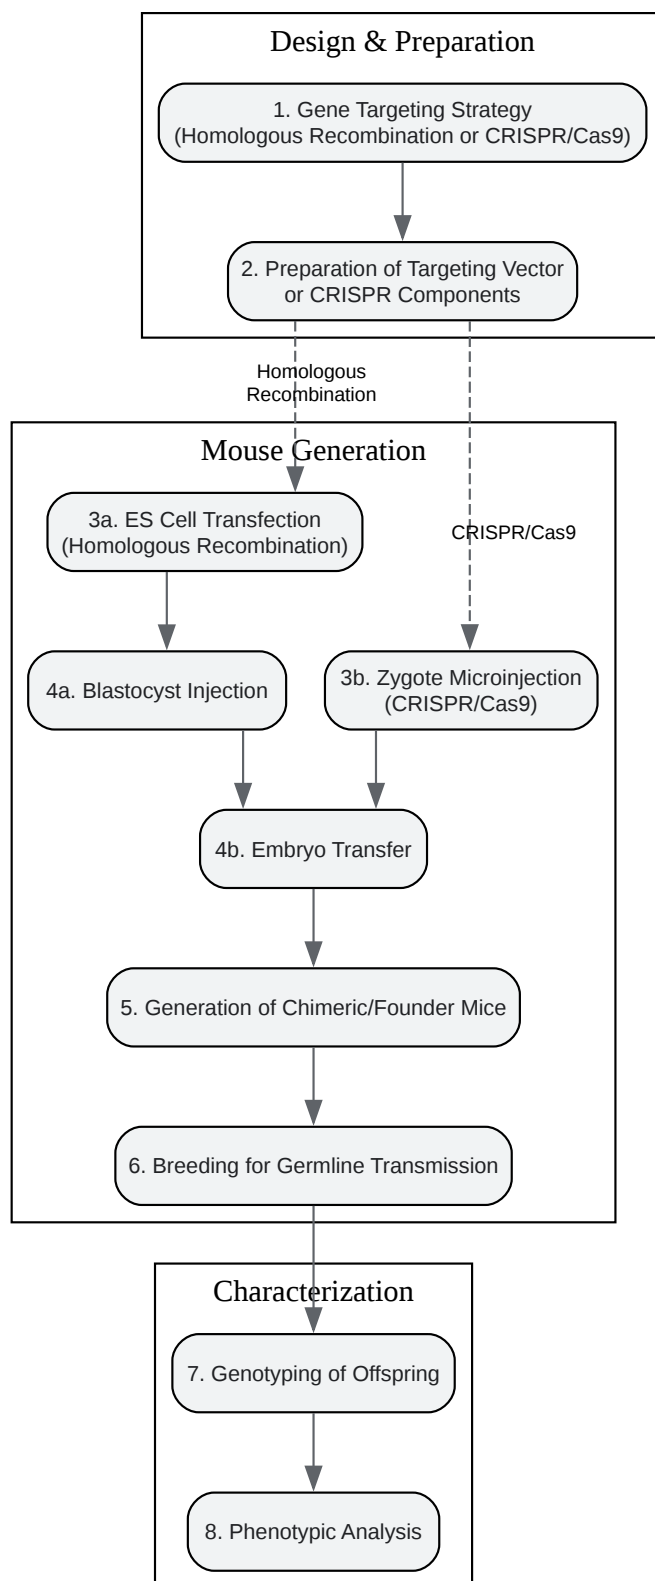 Design & Preparation
1. Gene Targeting Strategy
(Homologous Recombination or CRISPR/Cas9)
2. Preparation of Targeting Vector
or CRISPR Components
Homologous
Recombination
Mouse Generation
3a. ES Cell Transfection
(Homologous Recombination)
CRISPR/Cas9
4a. Blastocyst Injection
3b. Zygote Microinjection
(CRISPR/Cas9)
4b. Embryo Transfer
5. Generation of Chimeric/Founder Mice
6. Breeding for Germline Transmission
Characterization
7. Genotyping of Offspring
8. Phenotypic Analysis